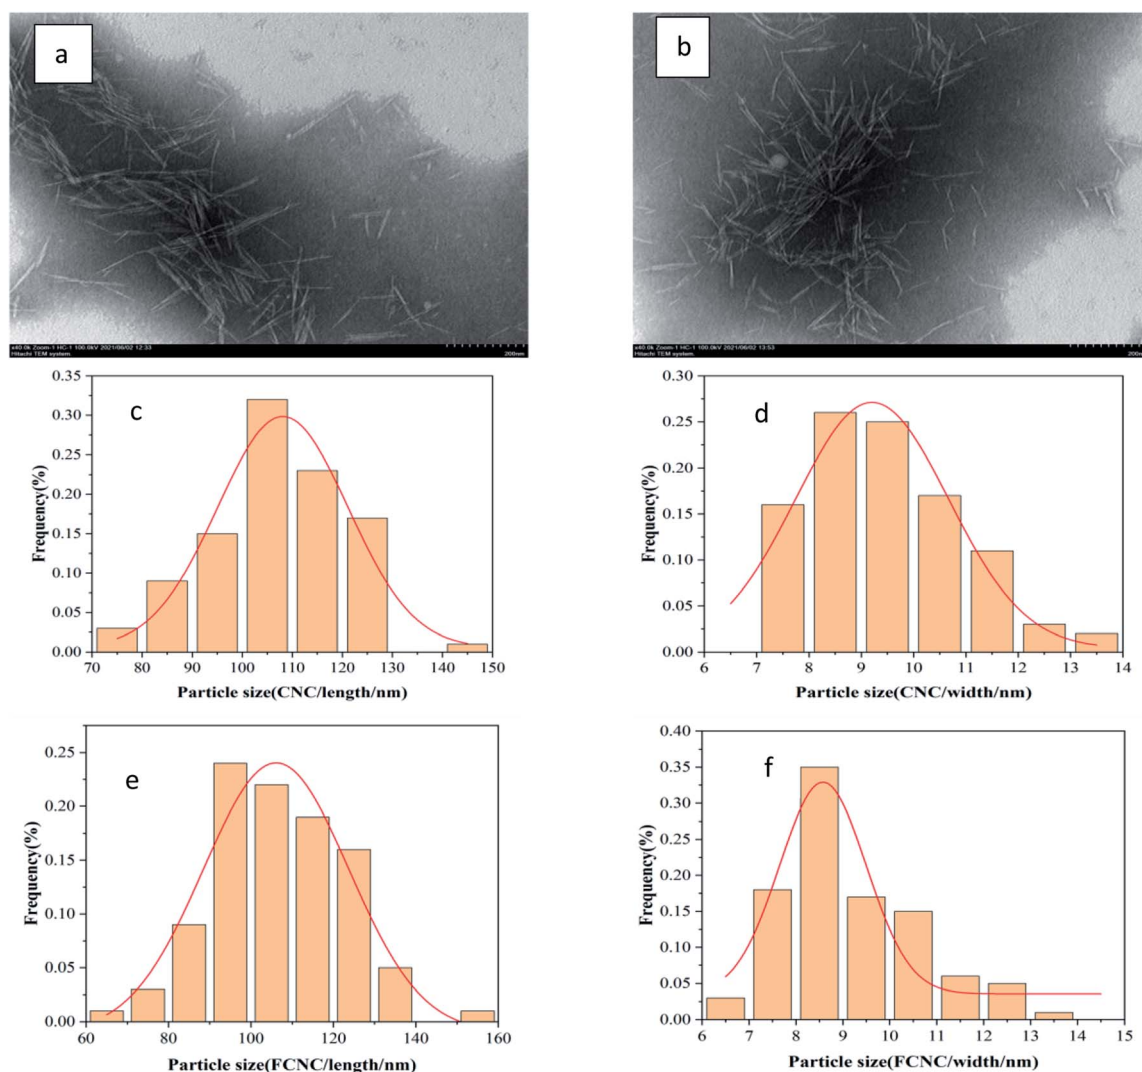 a
b
x40.0k Zoom-1 HC-1 100.0kV 2021/06/02 12:33
Hitachi TEM system.
200nm
x40.0k Zoom-1 HC-1 100.0kV 2021/06/02 13:53
Hitachi TEM system.
200nm
c
Frequency(%)
0.35
0.30
0.25
0.20
0.15
0.10
0.05
0.00
70 80 90 100 110 120 130 140 150
Particle size(CNC/length/nm)
d
Frequency(%)
0.30
0.25
0.20
0.15
0.10
0.05
0.00
6 7 8 9 10 11 12 13 14
Particle size(CNC/width/nm)
e
Frequency(%)
0.25
0.20
0.15
0.10
0.05
0.00
60 80 100 120 140 160
Particle size(FCNC/length/nm)
f
Frequency(%)
0.40
0.35
0.30
0.25
0.20
0.15
0.10
0.05
0.00
6 7 8 9 10 11 12 13 14 15
Particle size(FCNC/width/nm)